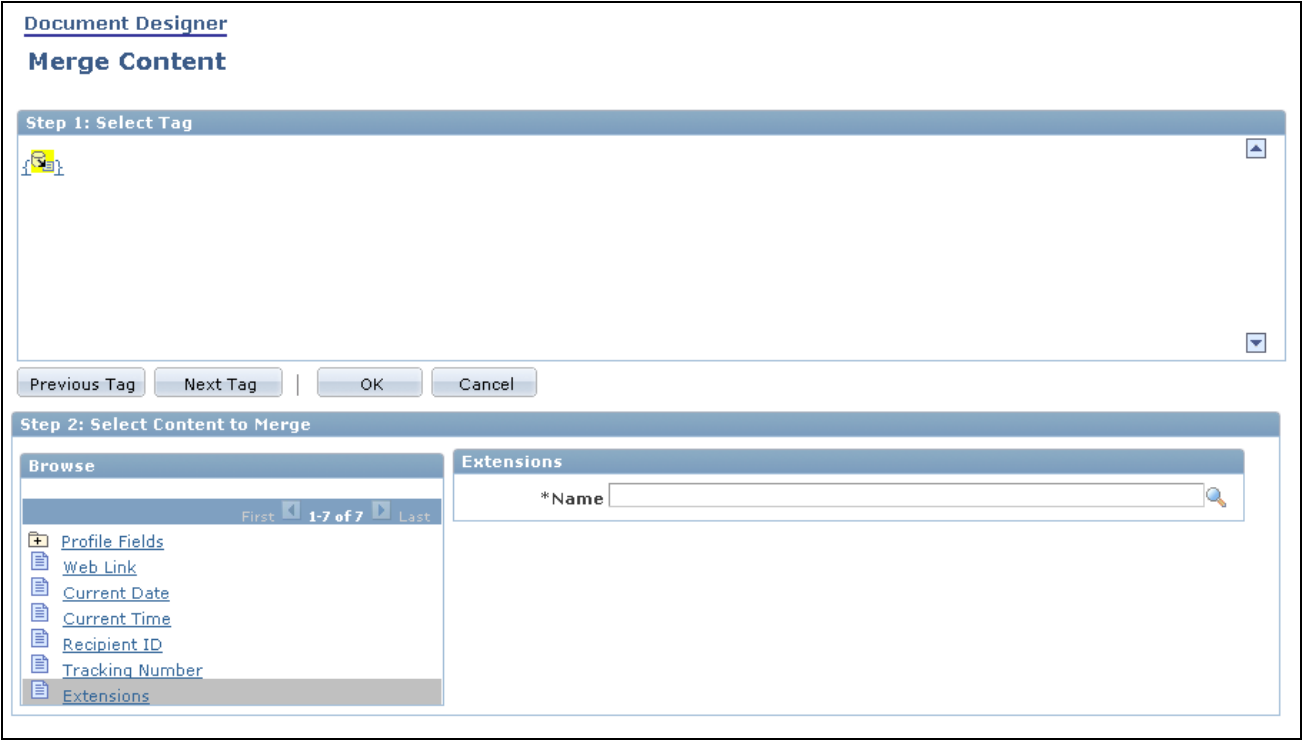 Document Designer
Merge Content
Step 1: Select Tag
{}
Previous Tag Next Tag | OK Cancel
Step 2: Select Content to Merge
Browse
First 1-7 of 7 Last
Profile Fields
Web Link
Current Date
Current Time
Recipient ID
Tracking Number
Extensions
Extensions
*Name